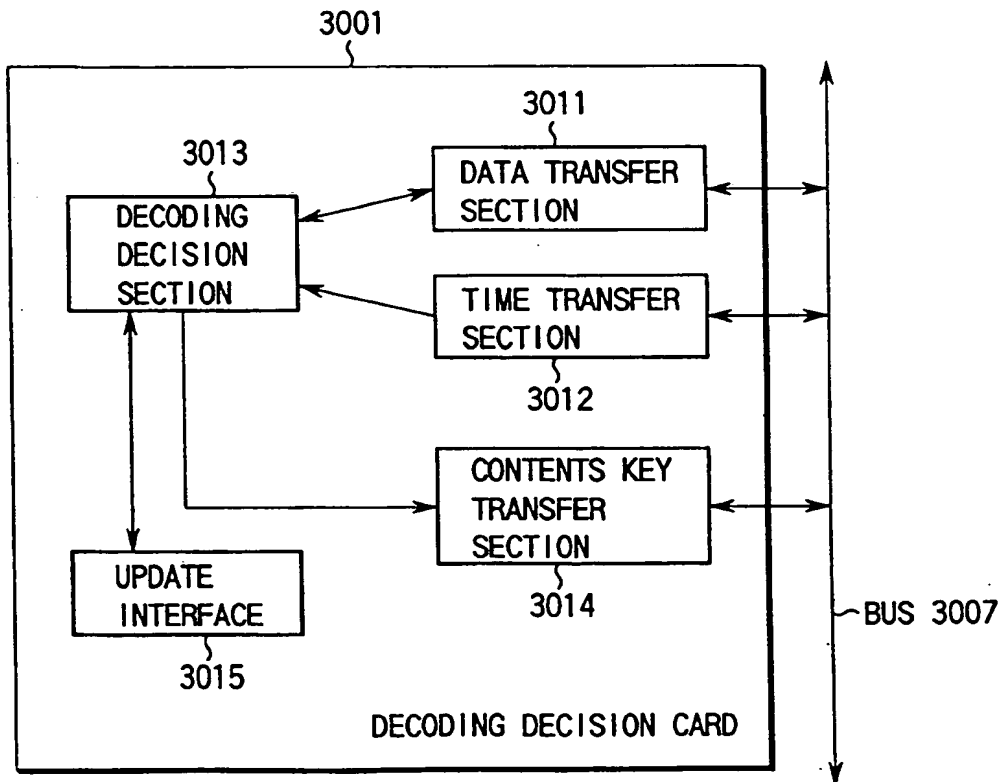 3001
3011
DATA TRANSFER
SECTION
3013
DECODING
DECISION
SECTION
TIME TRANSFER
SECTION
3012
CONTENTS KEY
TRANSFER
SECTION
3014
UPDATE
INTERFACE
3015
BUS 3007
DECODING DECISION CARD